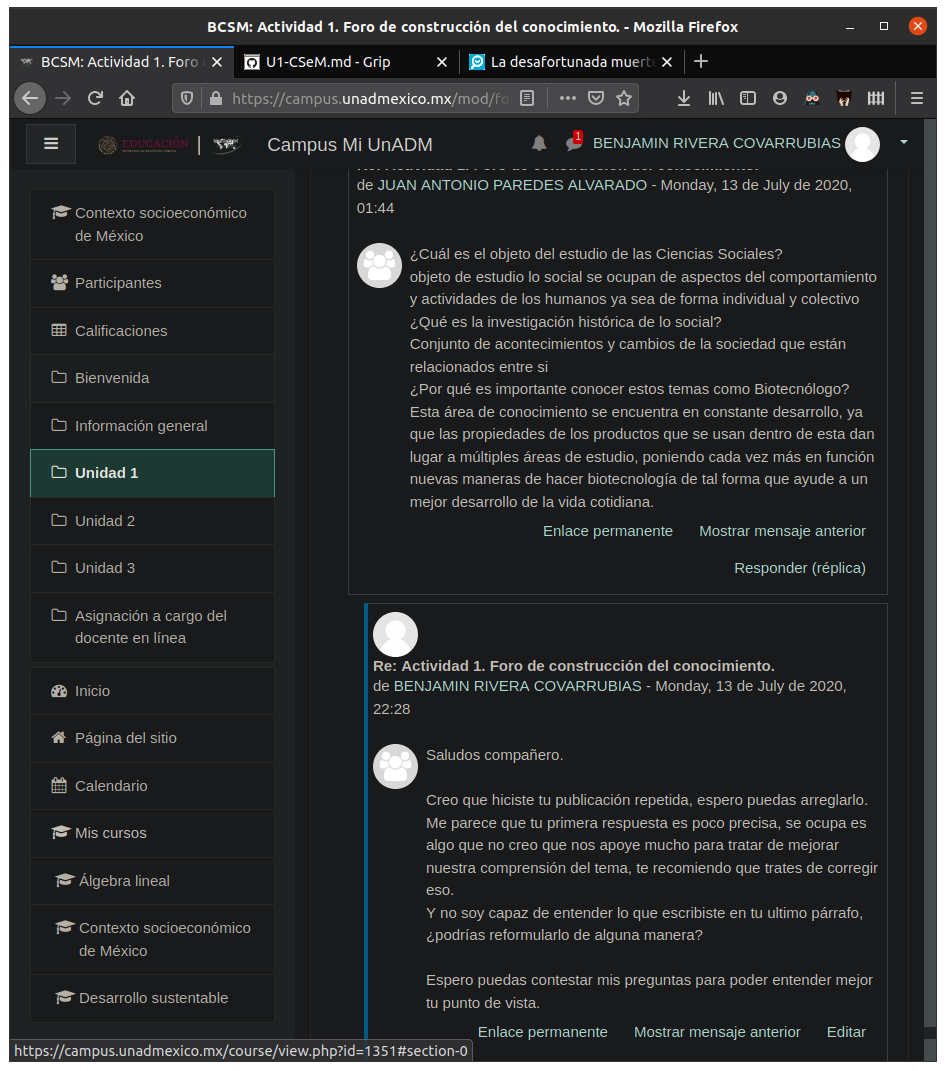 BCSM: Actividad 1. Foro de construcción del conocimiento. - Mozilla Firefox
BCSM: Actividad 1. Foro
U1-CSeM.md - Grip
La desafortunada muert
https://campus.unadmexico.mx/mod/fo
EDUCACIÓN
Campus Mi UnADM
1
BENJAMIN RIVERA COVARRUBIAS
Contexto socioeconómico
de México
Participantes
Calificaciones
Bienvenida
Información general
Unidad 1
Unidad 2
Unidad 3
Asignación a cargo del
docente en línea
Inicio
Página del sitio
Calendario
Mis cursos
Álgebra lineal
Contexto socioeconómico
de México
Desarrollo sustentable
Re: Actividad 1. Foro de construcción del conocimiento.
de JUAN ANTONIO PAREDES ALVARADO - Monday, 13 de July de 2020,
01:44
¿Cuál es el objeto del estudio de las Ciencias Sociales?
objeto de estudio lo social se ocupan de aspectos del comportamiento
y actividades de los humanos ya sea de forma individual y colectivo
¿Qué es la investigación histórica de lo social?
Conjunto de acontecimientos y cambios de la sociedad que están
relacionados entre si
¿Por qué es importante conocer estos temas como Biotecnólogo?
Esta área de conocimiento se encuentra en constante desarrollo, ya
que las propiedades de los productos que se usan dentro de esta dan
lugar a múltiples áreas de estudio, poniendo cada vez más en función
nuevas maneras de hacer biotecnología de tal forma que ayude a un
mejor desarrollo de la vida cotidiana.
Enlace permanente Mostrar mensaje anterior
Responder (réplica)
Re: Actividad 1. Foro de construcción del conocimiento.
de BENJAMIN RIVERA COVARRUBIAS - Monday, 13 de July de 2020,
22:28
Saludos compañero.
Creo que hiciste tu publicación repetida, espero puedas arreglarlo.
Me parece que tu primera respuesta es poco precisa, se ocupa es
algo que no creo que nos apoye mucho para tratar de mejorar
nuestra comprensión del tema, te recomiendo que trates de corregir
eso.
Y no soy capaz de entender lo que escribiste en tu ultimo párrafo,
¿podrías reformularlo de alguna manera?
Espero puedas contestar mis preguntas para poder entender mejor
tu punto de vista.
Enlace permanente Mostrar mensaje anterior Editar
https://campus.unadmexico.mx/course/view.php?id=1351#section-0